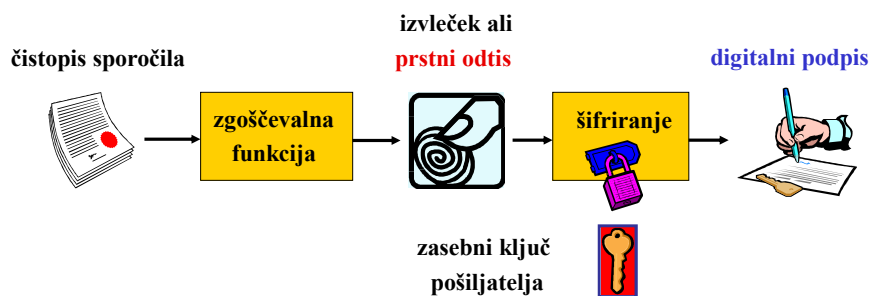 čistopis sporočila
zgoščevalna
funkcija
izvleček ali
prstni odtis
šifriranje
zasebni ključ
pošiljatelja
digitalni podpis